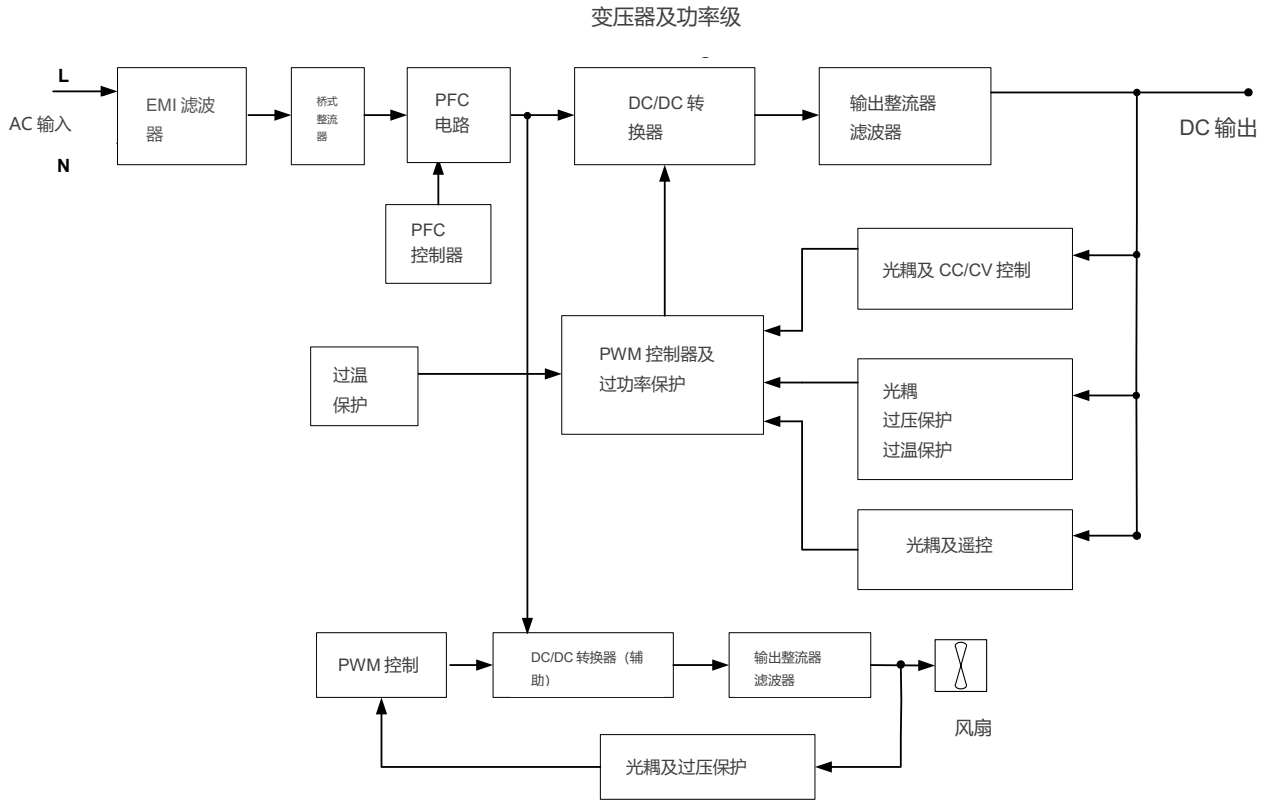 变压器及功率级
L
AC 输入
N
EMI 滤波
器
桥式
整流
器
PFC
电路
DC/DC 转
换器
输出整流器
滤波器
DC 输出
PFC
控制器
光耦及 CC/CV 控制
过温
保护
PWM 控制器及
过功率保护
光耦
过压保护
过温保护
光耦及遥控
PWM 控制
DC/DC 转换器（辅
助）
输出整流器
滤波器
风扇
光耦及过压保护